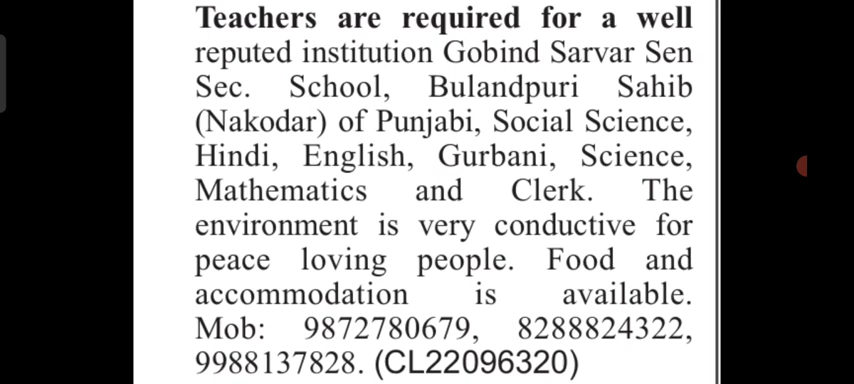 Teachers are required for a well
reputed institution Gobind Sarvar Sen
Sec. School, Bulandpuri Sahib
(Nakodar) of Punjabi, Social Science,
Hindi, English, Gurbani, Science,
Mathematics and Clerk. The
environment is very conductive for
peace loving people. Food and
accommodation is available.
Mob: 9872780679, 8288824322,
9988137828. (CL22096320)